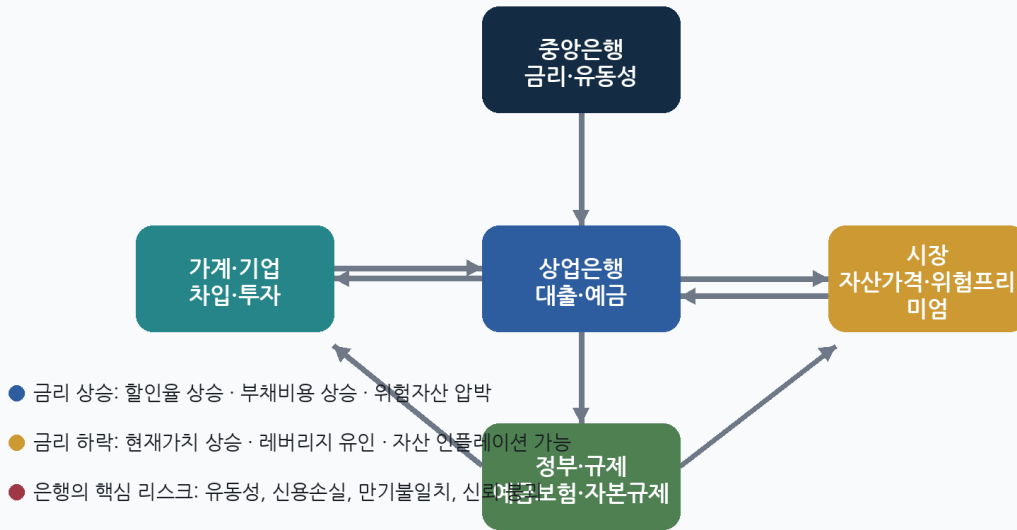 중앙은행
금리·유동성
가계·기업
차입·투자
상업은행
대출·예금
시장
자산가격·위험프리
미엄
금리 상승: 할인율 상승 · 부채비용 상승 · 위험자산 압박
금리 하락: 현재가치 상승 · 레버리지 유인 · 자산 인플레이션 가능
정부·규제
예금보험·자본규제
은행의 핵심 리스크: 유동성, 신용손실, 만기불일치,